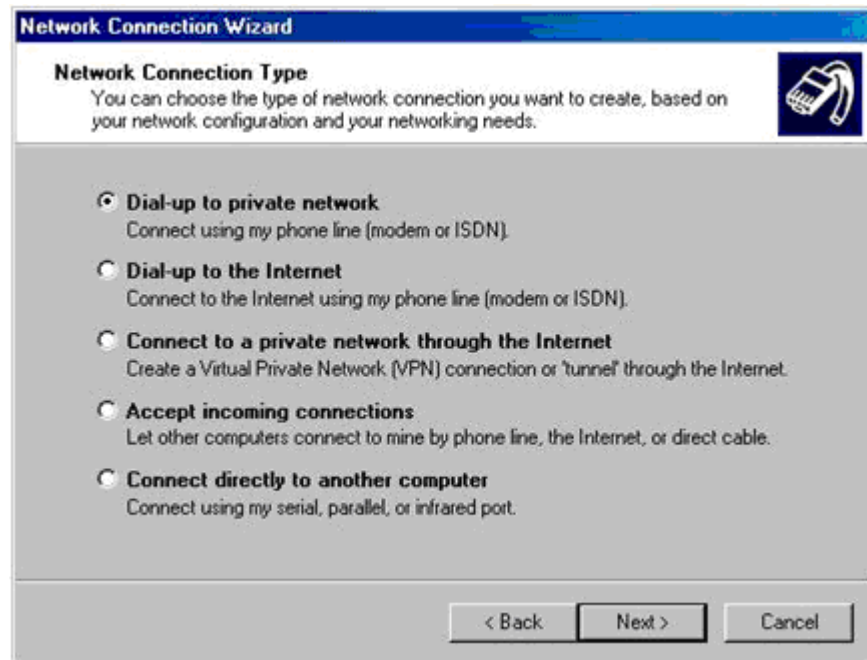 Network Connection Wizard
Network Connection Type
You can choose the type of network connection you want to create, based on
your network configuration and your networking needs.
Dial-up to private network
Connect using my phone line (modem or ISDN).
Dial-up to the Internet
Connect to the Internet using my phone line (modem or ISDN).
Connect to a private network through the Internet
Create a Virtual Private Network (VPN) connection or 'tunnel' through the Internet.
Accept incoming connections
Let other computers connect to mine by phone line, the Internet, or direct cable.
Connect directly to another computer
Connect using my serial, parallel, or infrared port.
< Back Next > Cancel